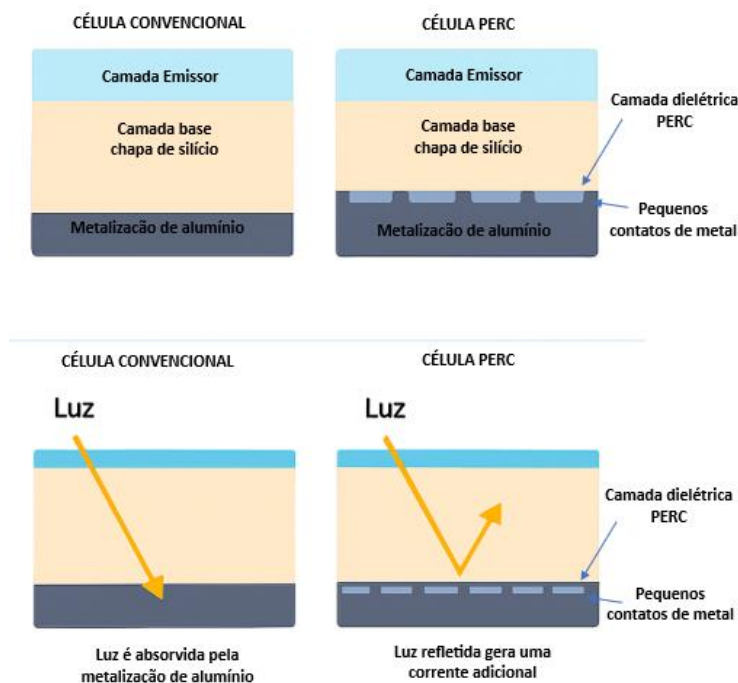 CÉLULA CONVENCIONAL
CÉLULA PERC
Camada Emissor
Camada Emissor
Camada dielétrica
PERC
Camada base
chapa de silício
Camada base
chapa de silício
Pequenos
contatos de metal
Metalizacão de alumínio
Metalizacão de alumínio
CÉLULA CONVENCIONAL
CÉLULA PERC
Luz
Luz
Camada dielétrica
PERC
Pequenos
contatos de metal
Luz é absorvida pela
metalização de alumínio
Luz refletida gera uma
corrente adicional